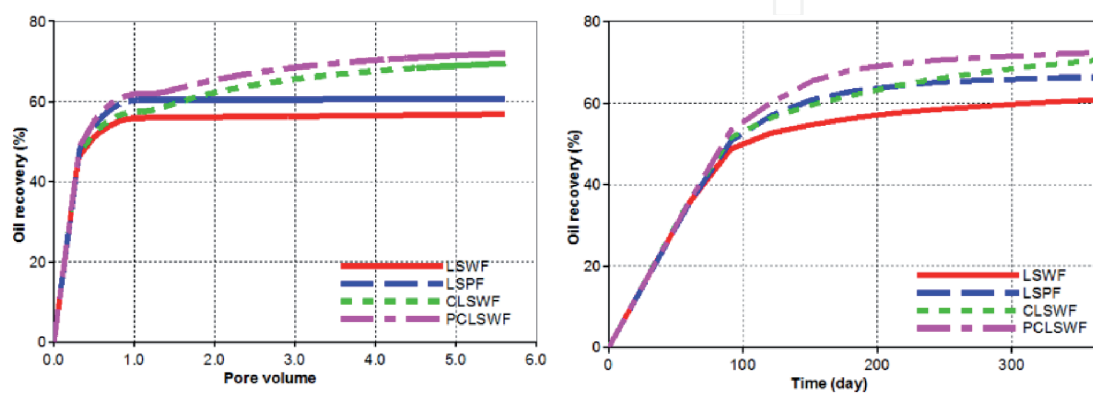 80
60
40
20
0
Oil recovery (%)
LSWF
LSPF
CLSWF
PCLSWF
0.0 1.0 2.0 3.0 4.0 5.0 6.0
Pore volume
80
60
40
20
0
Oil recovery (%)
LSWF
LSPF
CLSWF
PCLSWF
0 100 200 300
Time (day)